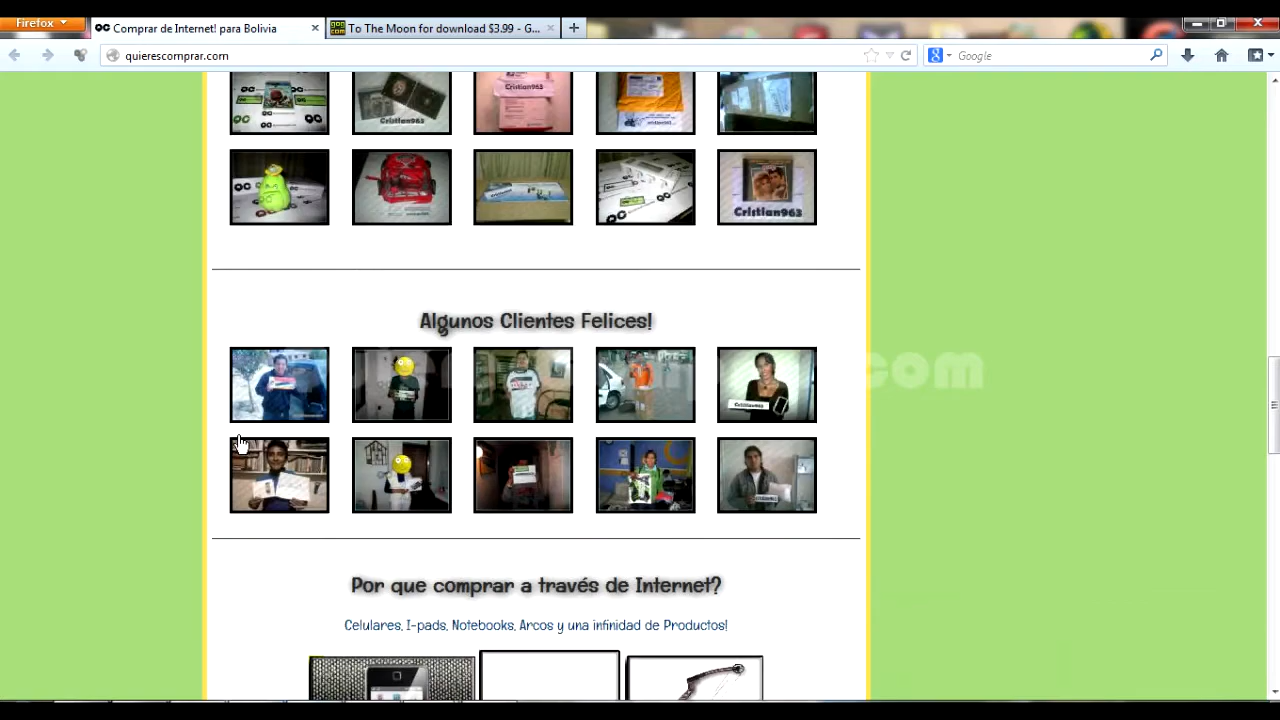 Firefox
Comprar de Internet! para Bolivia
To The Moon for download $3.99 - G...
quierescomprar.com
Google
Cristian963
Cristian963
Cristian963
Algunos Clientes Felices!
.com
Cristian963
Por que comprar a través de Internet?
Celulares, I-pads, Notebooks, Arcos y una infinidad de Productos!